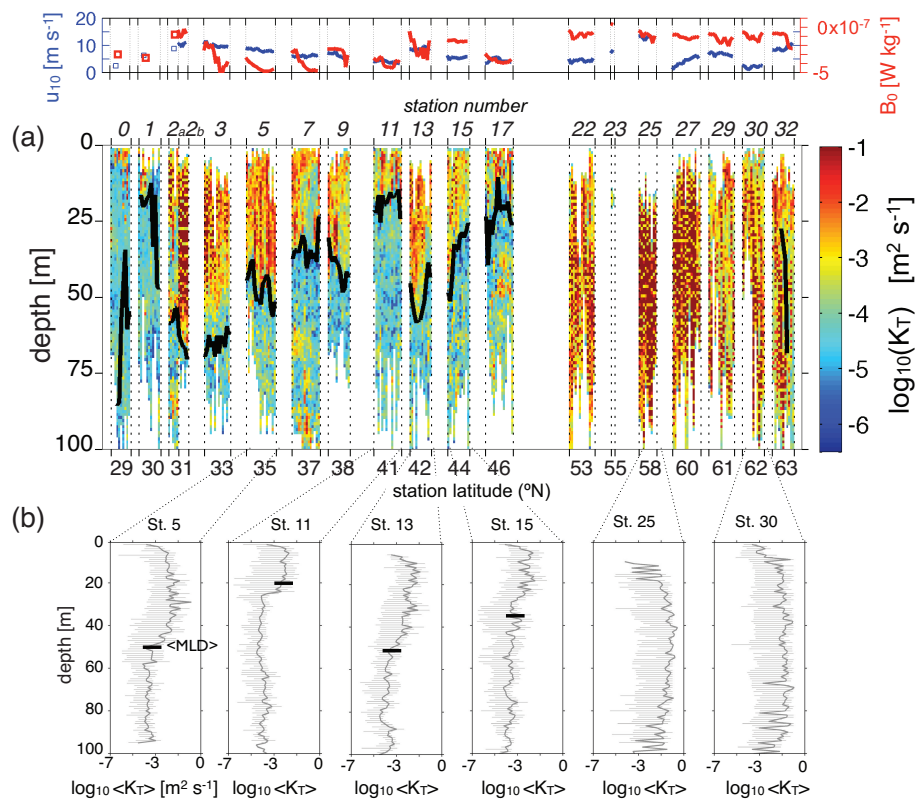 u10 [m s-1]
20
10
0
0x10-7
-5
B0 [W kg-1]
station number
0 1 2a 2b 3 5 7 9 11 13 15 17 22 23 25 27 29 30 32
(a)
depth [m]
0
25
50
75
100
-1
-2
-3
-4
-5
-6
log10(KT) [m2 s-1]
29 30 31 33 35 37 38 41 42 44 46 53 55 58 60 61 62 63
station latitude (ºN)
(b)
St. 5 St. 11 St. 13 St. 15 St. 25 St. 30
depth [m]
0
20
40
60
80
100
<MLD>
-7 -3 0 -7 -3 0 -7 -3 0 -7 -3 0 -7 -3 0 -7 -3 0
log10 <KT> [m2 s-1] log10 <KT> log10 <KT> log10 <KT> log10 <KT> log10 <KT>